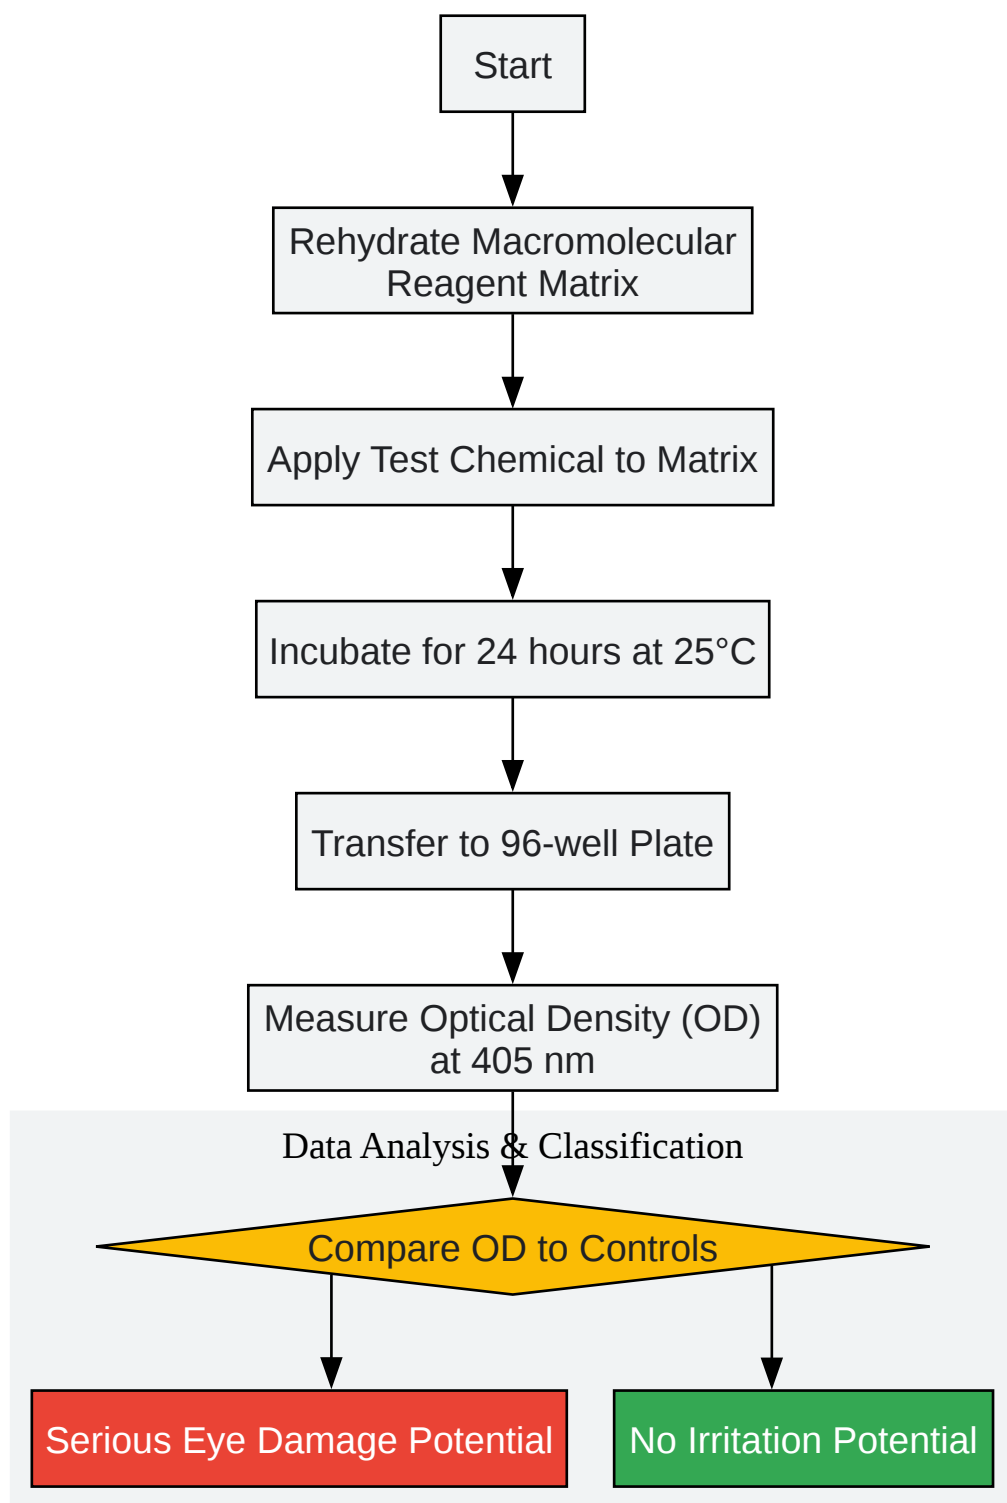 Start
Rehydrate Macromolecular
Reagent Matrix
Apply Test Chemical to Matrix
Incubate for 24 hours at 25°C
Transfer to 96-well Plate
Measure Optical Density (OD)
at 405 nm
Data Analysis & Classification
Compare OD to Controls
Serious Eye Damage Potential
No Irritation Potential